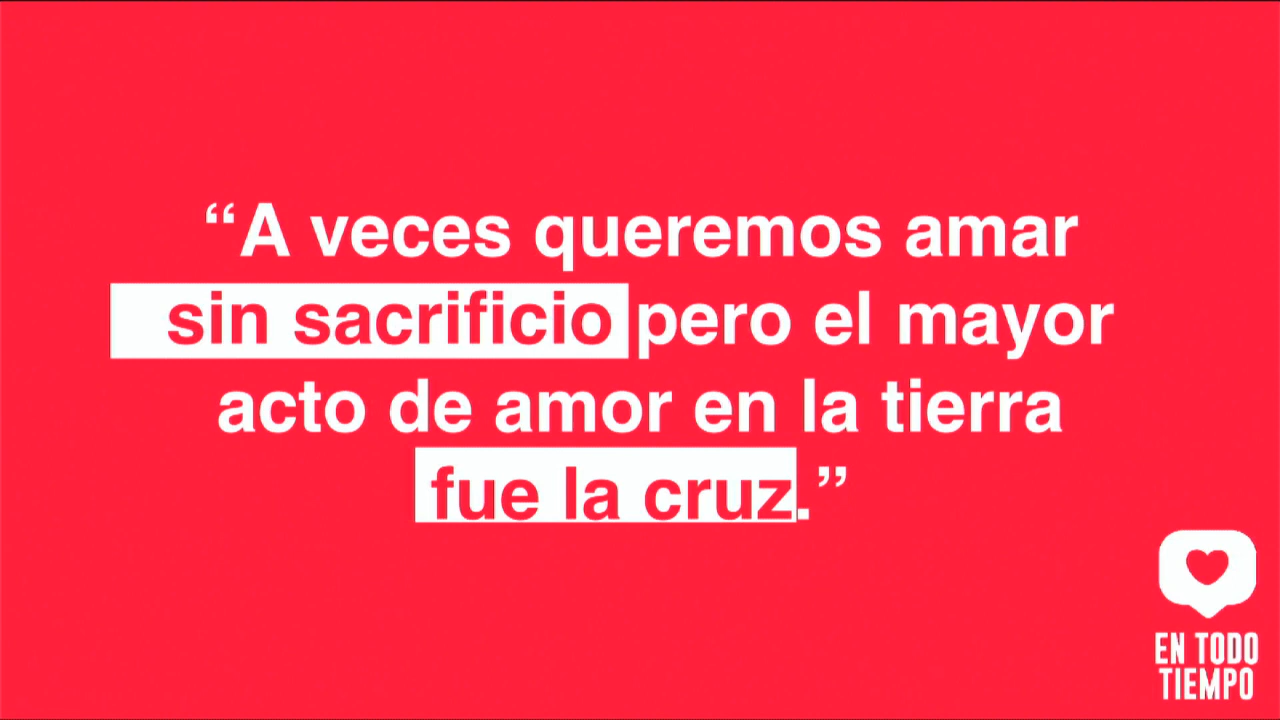 “A veces queremos amar
sin sacrificio pero el mayor
acto de amor en la tierra
fue la cruz.”
EN TODO
TIEMPO